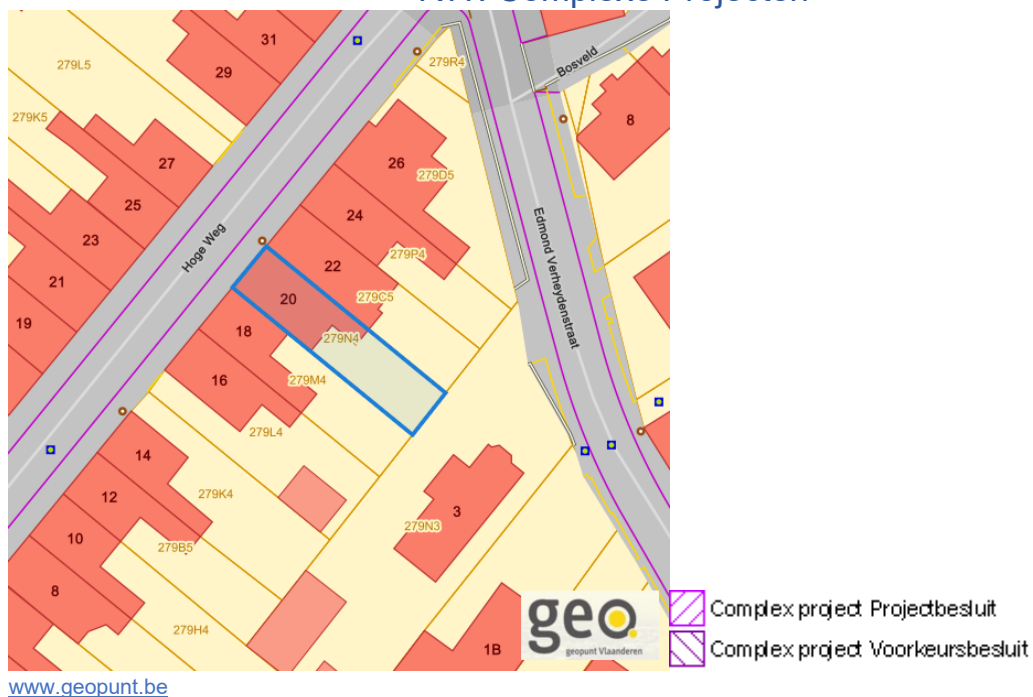 31
29
279L5
279R4
Bosveld
279K5
8
27
26
279D5
25
24
23
Hoge Weg
Edmond Verheydenstraat
22
279P4
21
20
279C5
19
18
279N4
16
279M4
279L4
14
12
279K4
279N3
3
10
279B5
8
279H4
1B
geo
geopunt Vlaanderen
Complex project Projectbesluit
Complex project Voorkeursbesluit
www.geopunt.be